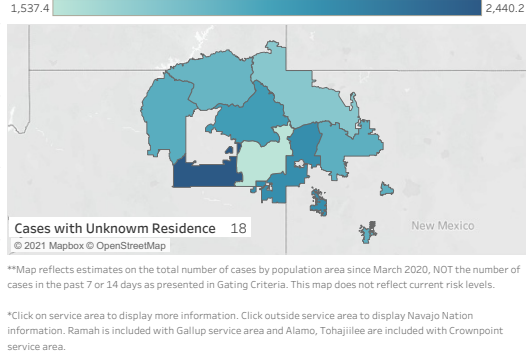 1,537.4 2,440.2
New Mexico
Cases with Unknowm Residence 18
© 2021 Mapbox © OpenStreetMap
**Map reflects estimates on the total number of cases by population area since March 2020, NOT the number of
cases in the past 7 or 14 days as presented in Gating Criteria. This map does not reflect current risk levels.
*Click on service area to display more information. Click outside service area to display Navajo Nation
information. Ramah is included with Gallup service area and Alamo, Tohajiilee are included with Crownpoint
service area.